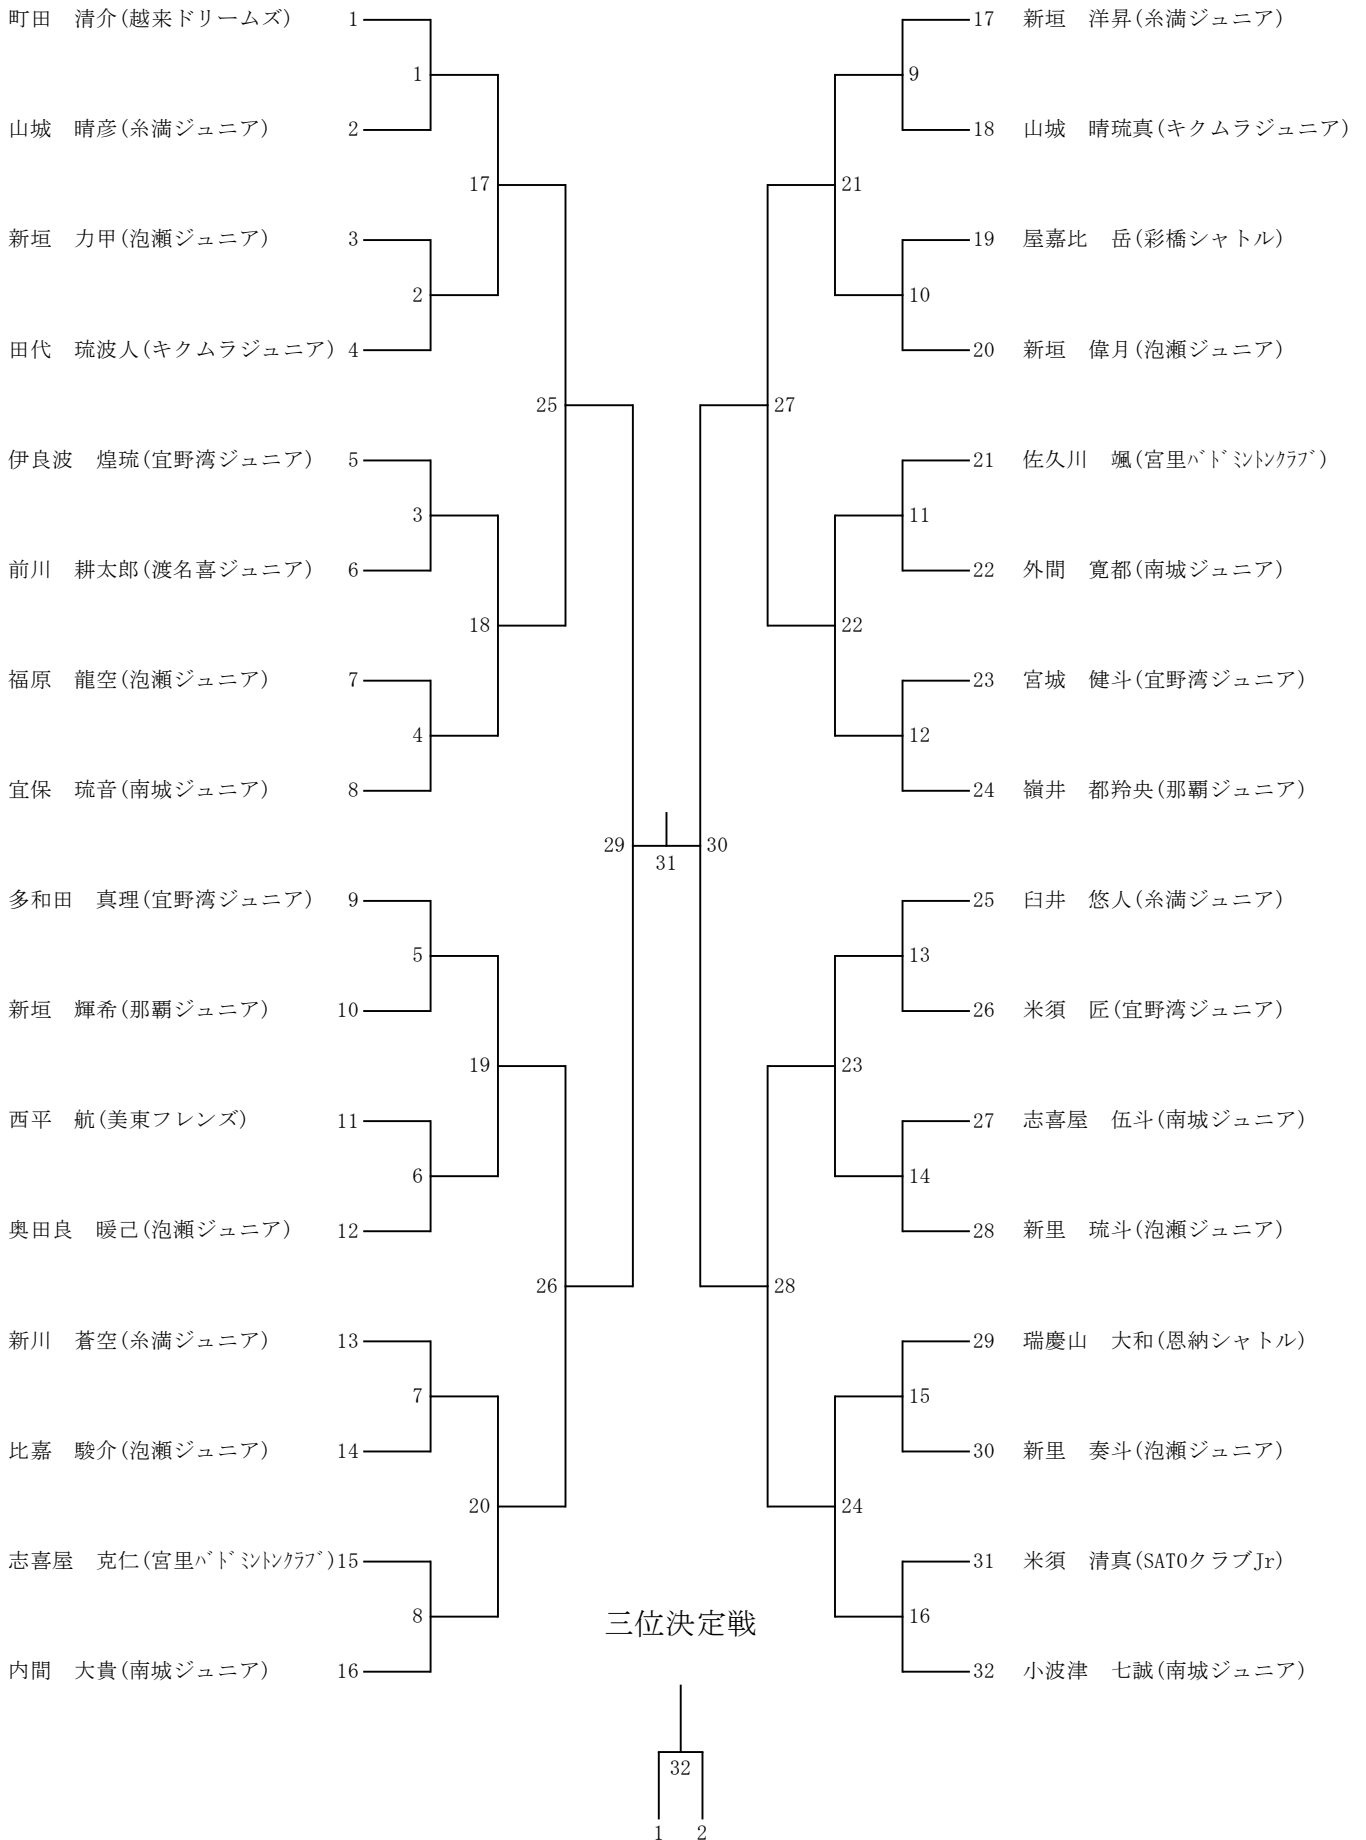 町田　清介(越来ドリームズ) 1
1
山城　晴彦(糸満ジュニア) 2
17
新垣　力甲(泡瀬ジュニア) 3
2
田代　琉波人(キクムラジュニア) 4
25
伊良波　煌琉(宜野湾ジュニア) 5
3
前川　耕太郎(渡名喜ジュニア) 6
18
福原　龍空(泡瀬ジュニア) 7
4
宜保　琉音(南城ジュニア) 8
29
多和田　真理(宜野湾ジュニア) 9
5
新垣　輝希(那覇ジュニア) 10
19
西平　航(美東フレンズ) 11
6
奥田良　暖己(泡瀬ジュニア) 12
26
新川　蒼空(糸満ジュニア) 13
7
比嘉　駿介(泡瀬ジュニア) 14
20
志喜屋　克仁(宮里ﾊﾞﾄﾞﾐﾝﾄﾝｸﾗﾌﾞ) 15
8
内間　大貴(南城ジュニア) 16
31
17 新垣　洋昇(糸満ジュニア)
9
18 山城　晴琉真(キクムラジュニア)
21
19 屋嘉比　岳(彩橋シャトル)
10
20 新垣　偉月(泡瀬ジュニア)
27
21 佐久川　颯(宮里ﾊﾞﾄﾞﾐﾝﾄﾝｸﾗﾌﾞ)
11
22 外間　寛都(南城ジュニア)
22
23 宮城　健斗(宜野湾ジュニア)
12
24 嶺井　都羚央(那覇ジュニア)
30
25 臼井　悠人(糸満ジュニア)
13
26 米須　匠(宜野湾ジュニア)
23
27 志喜屋　伍斗(南城ジュニア)
14
28 新里　琉斗(泡瀬ジュニア)
28
29 瑞慶山　大和(恩納シャトル)
15
30 新里　奏斗(泡瀬ジュニア)
24
31 米須　清真(SATOクラブJr)
16
32 小波津　七誠(南城ジュニア)
三位決定戦
32
1 2